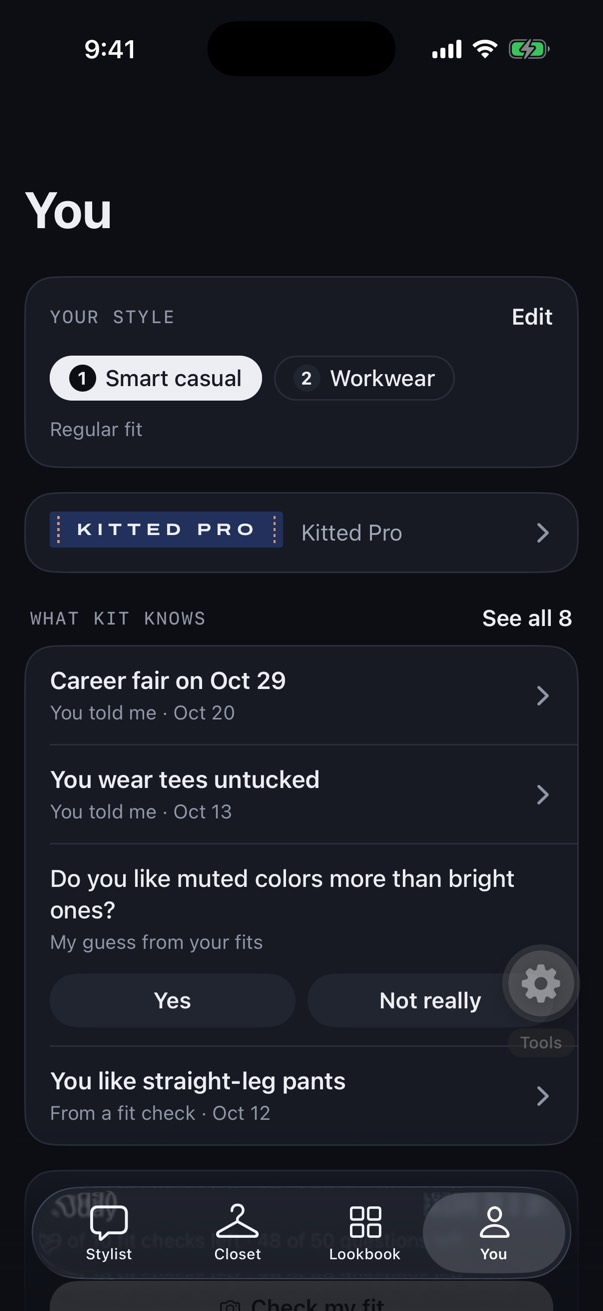 9:41
You
YOUR STYLE
Edit
1 Smart casual
2 Workwear
Regular fit
KITTED PRO
Kitted Pro
WHAT KIT KNOWS
See all 8
Career fair on Oct 29
You told me · Oct 20
You wear tees untucked
You told me · Oct 13
Do you like muted colors more than bright
ones?
My guess from your fits
Yes
Not really
Tools
You like straight-leg pants
From a fit check · Oct 12
Stylist
Closet
Lookbook
You
Check my fit